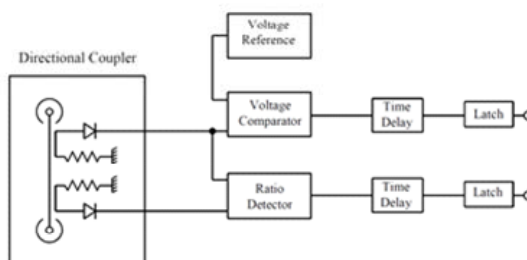 Voltage
Reference
Directional Coupler
Voltage
Comparator
Time
Delay
Latch
Ratio
Detector
Time
Delay
Latch